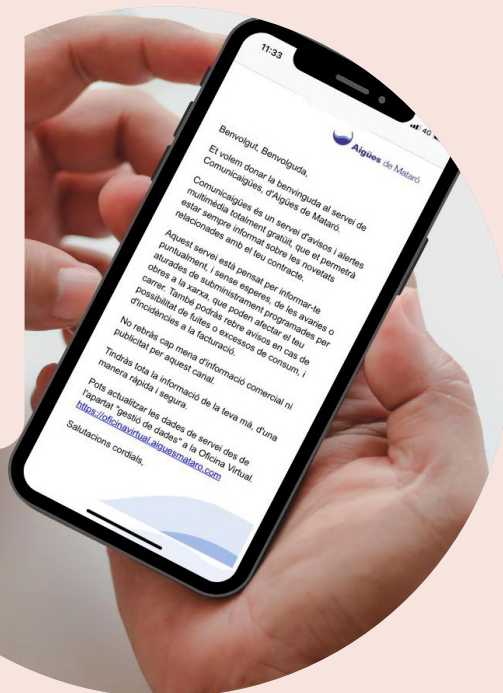 11:33
4G
Aigües de Mataró
Benvolgut, Benvolguda,
Et volem donar la benvinguda al servei de
Comunicaigües, d'Aigües de Mataró.
Comunicaigües és un servei d'avisos i alertes
multimèdia totalment gratuït, que et permetrà
estar sempre informat sobre les novetats
relacionades amb el teu contracte.
Aquest servei està pensat per informar-te
puntualment, i sense esperes, de les avaries o
aturades de subministrament programades per
obres a la xarxa, que poden afectar el teu
carrer. També podràs rebre avisos en cas de
possibilitat de fuites o excessos de consum, i
d'incidències a la facturació.
No rebràs cap mena d'informació comercial ni
publicitat per aquest canal.
Tindràs tota la informació de la leva mà, d'una
manera ràpida i segura.
Pots actualitzar les dades de servei des de
l'apartat "gestió de dades" a la Oficina Virtual.
https://oficinavirtual.aiguesmataro.com
Salutacions cordials,